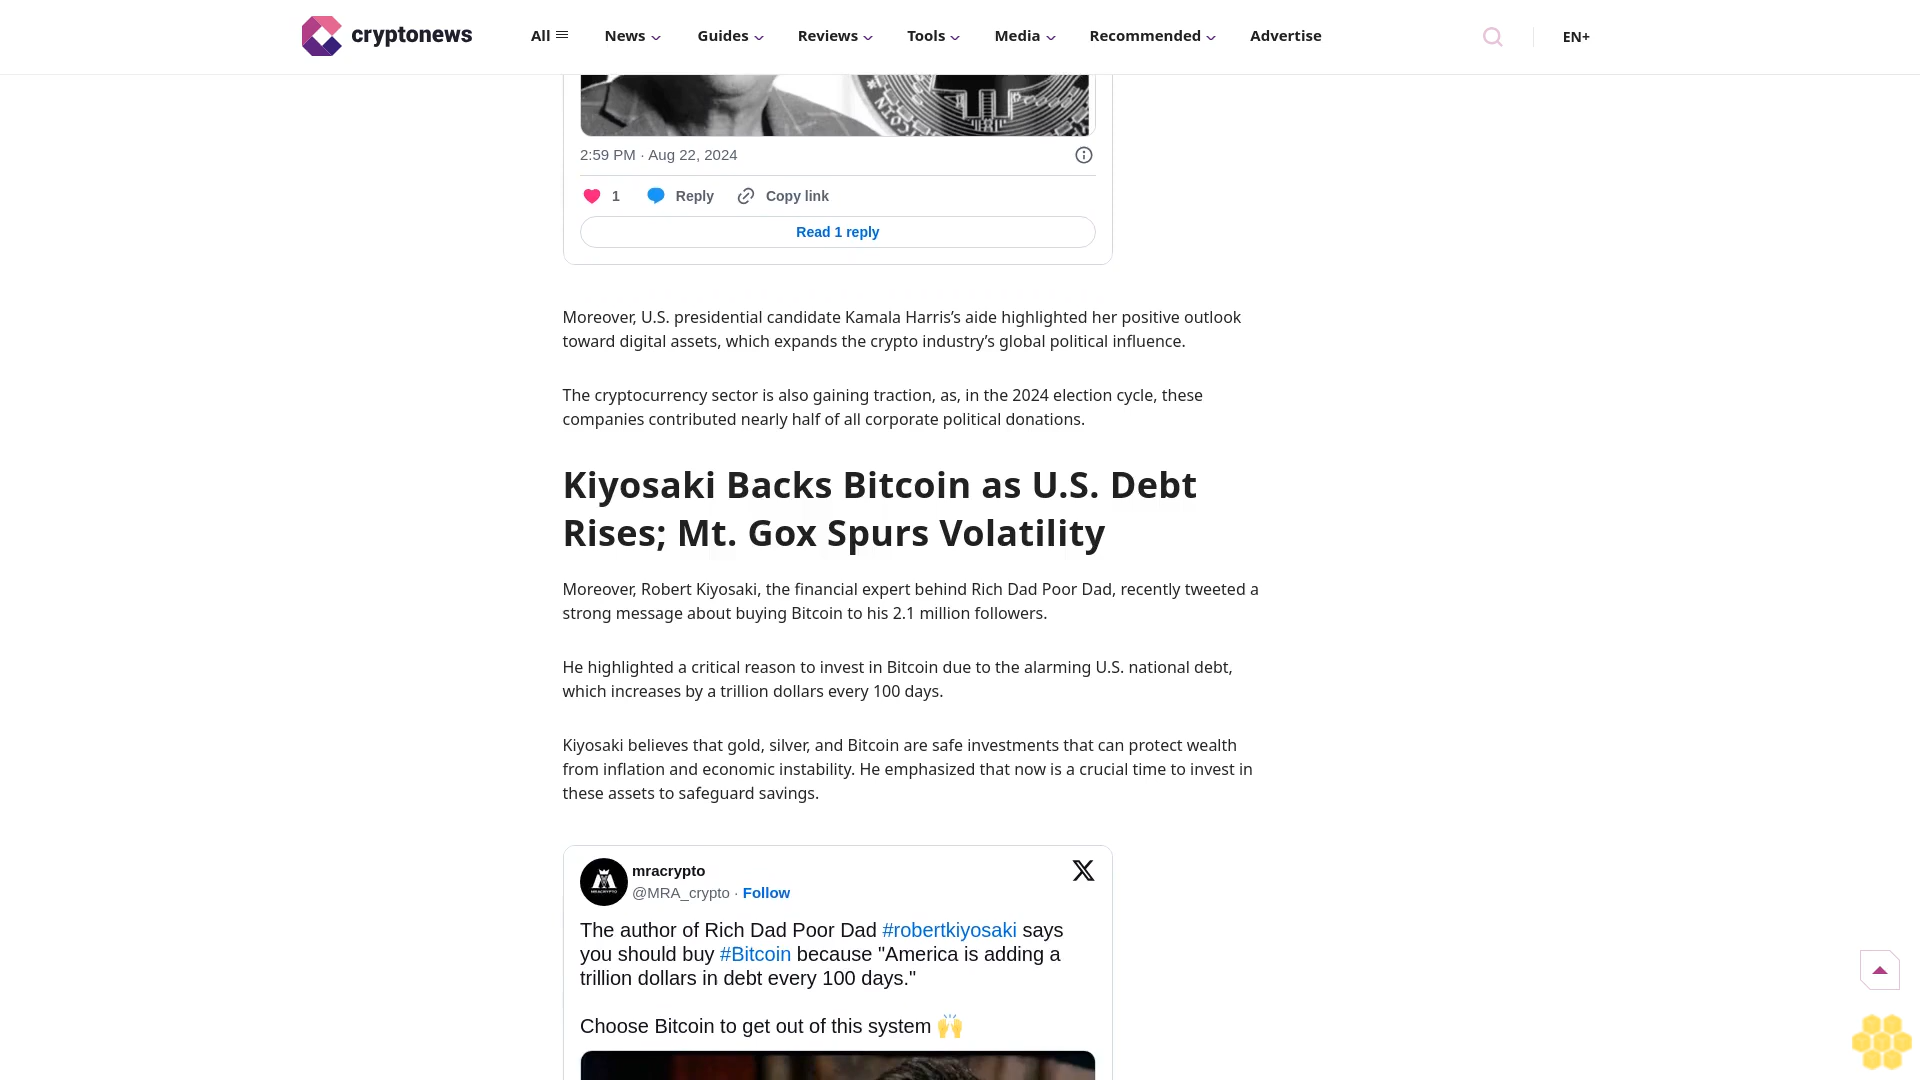 cryptonews
All
News
Guides
Reviews
Tools
Media
Recommended
Advertise
EN+
2:59 PM · Aug 22, 2024
1
Reply
Copy link
Read 1 reply
Moreover, U.S. presidential candidate Kamala Harris’s aide highlighted her positive outlook
toward digital assets, which expands the crypto industry’s global political influence.
The cryptocurrency sector is also gaining traction, as, in the 2024 election cycle, these
companies contributed nearly half of all corporate political donations.
Kiyosaki Backs Bitcoin as U.S. Debt
Rises; Mt. Gox Spurs Volatility
Moreover, Robert Kiyosaki, the financial expert behind Rich Dad Poor Dad, recently tweeted a
strong message about buying Bitcoin to his 2.1 million followers.
He highlighted a critical reason to invest in Bitcoin due to the alarming U.S. national debt,
which increases by a trillion dollars every 100 days.
Kiyosaki believes that gold, silver, and Bitcoin are safe investments that can protect wealth
from inflation and economic instability. He emphasized that now is a crucial time to invest in
these assets to safeguard savings.
mracrypto
@MRA_crypto · Follow
The author of Rich Dad Poor Dad #robertkiyosaki says
you should buy #Bitcoin because "America is adding a
trillion dollars in debt every 100 days."
Choose Bitcoin to get out of this system 🙌